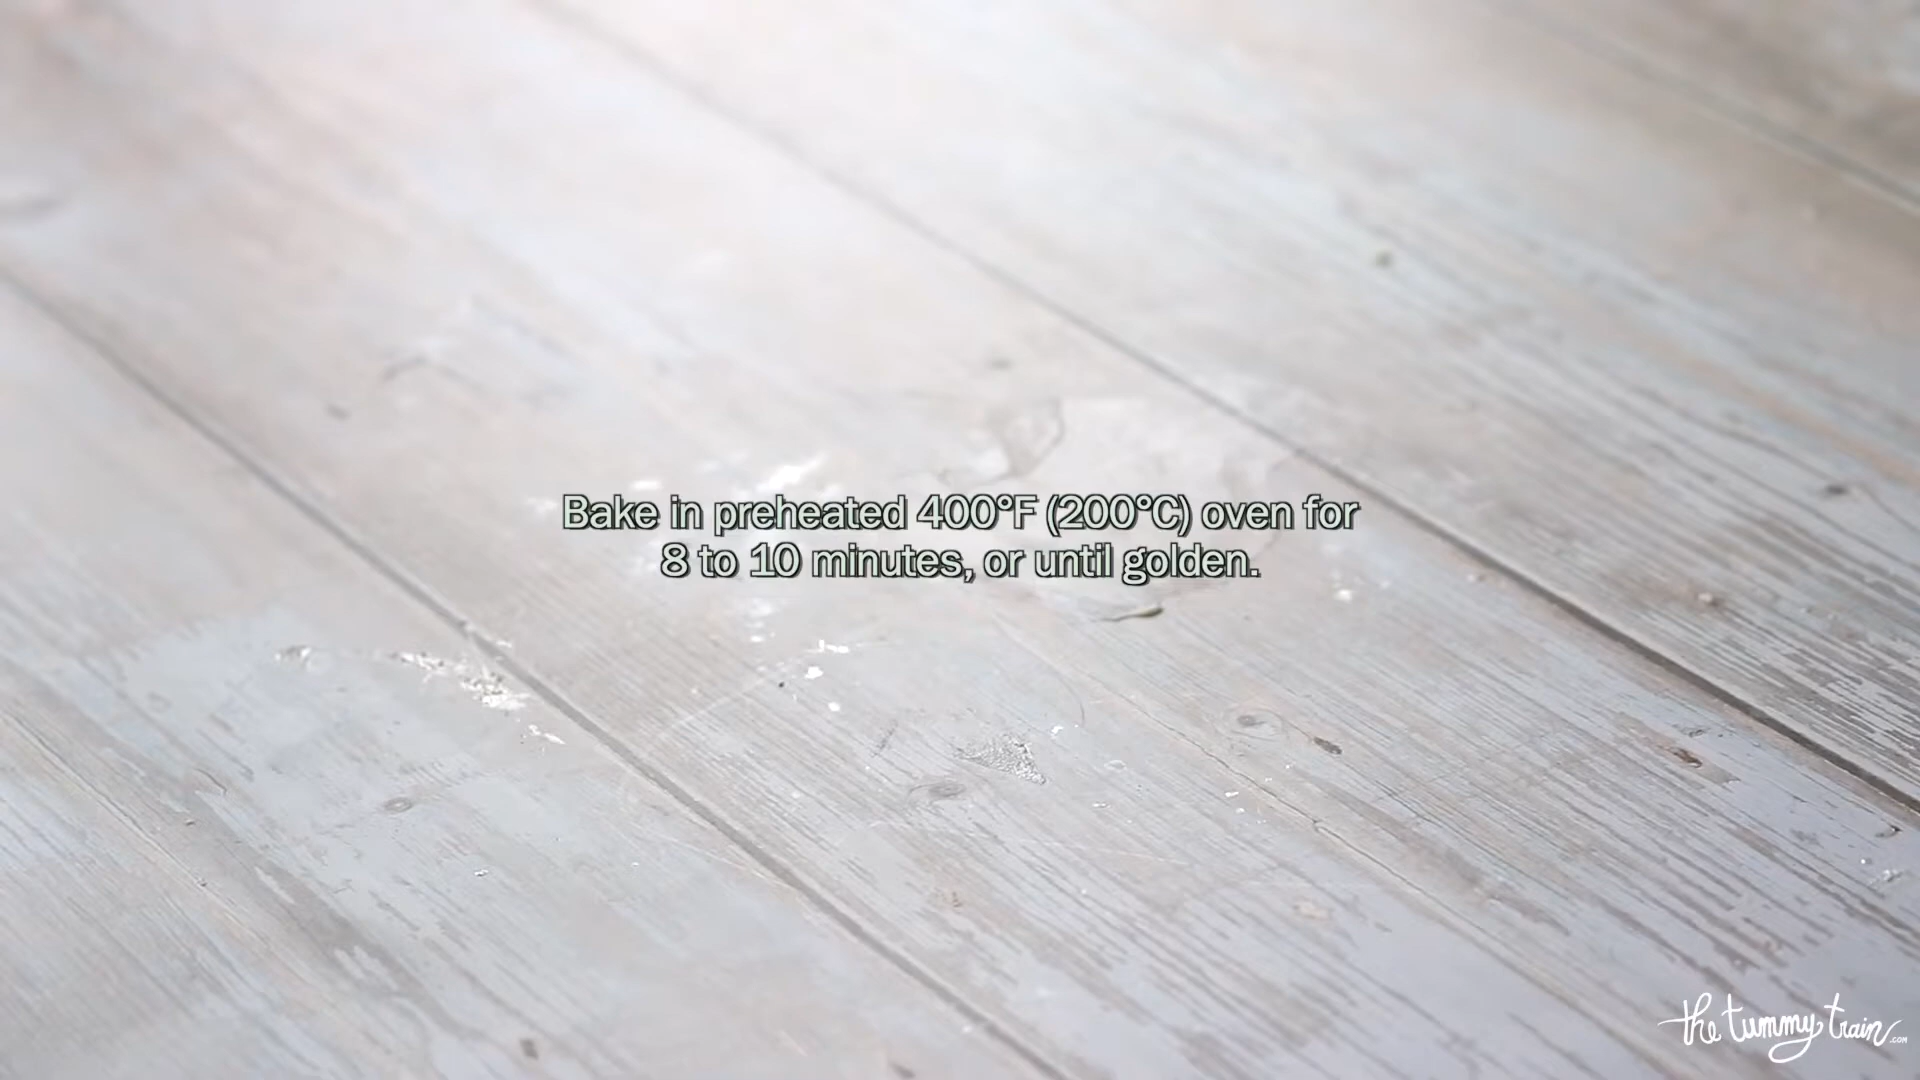 Bake in preheated 400°F (200°C) oven for
8 to 10 minutes, or until golden.
the tummy train .com